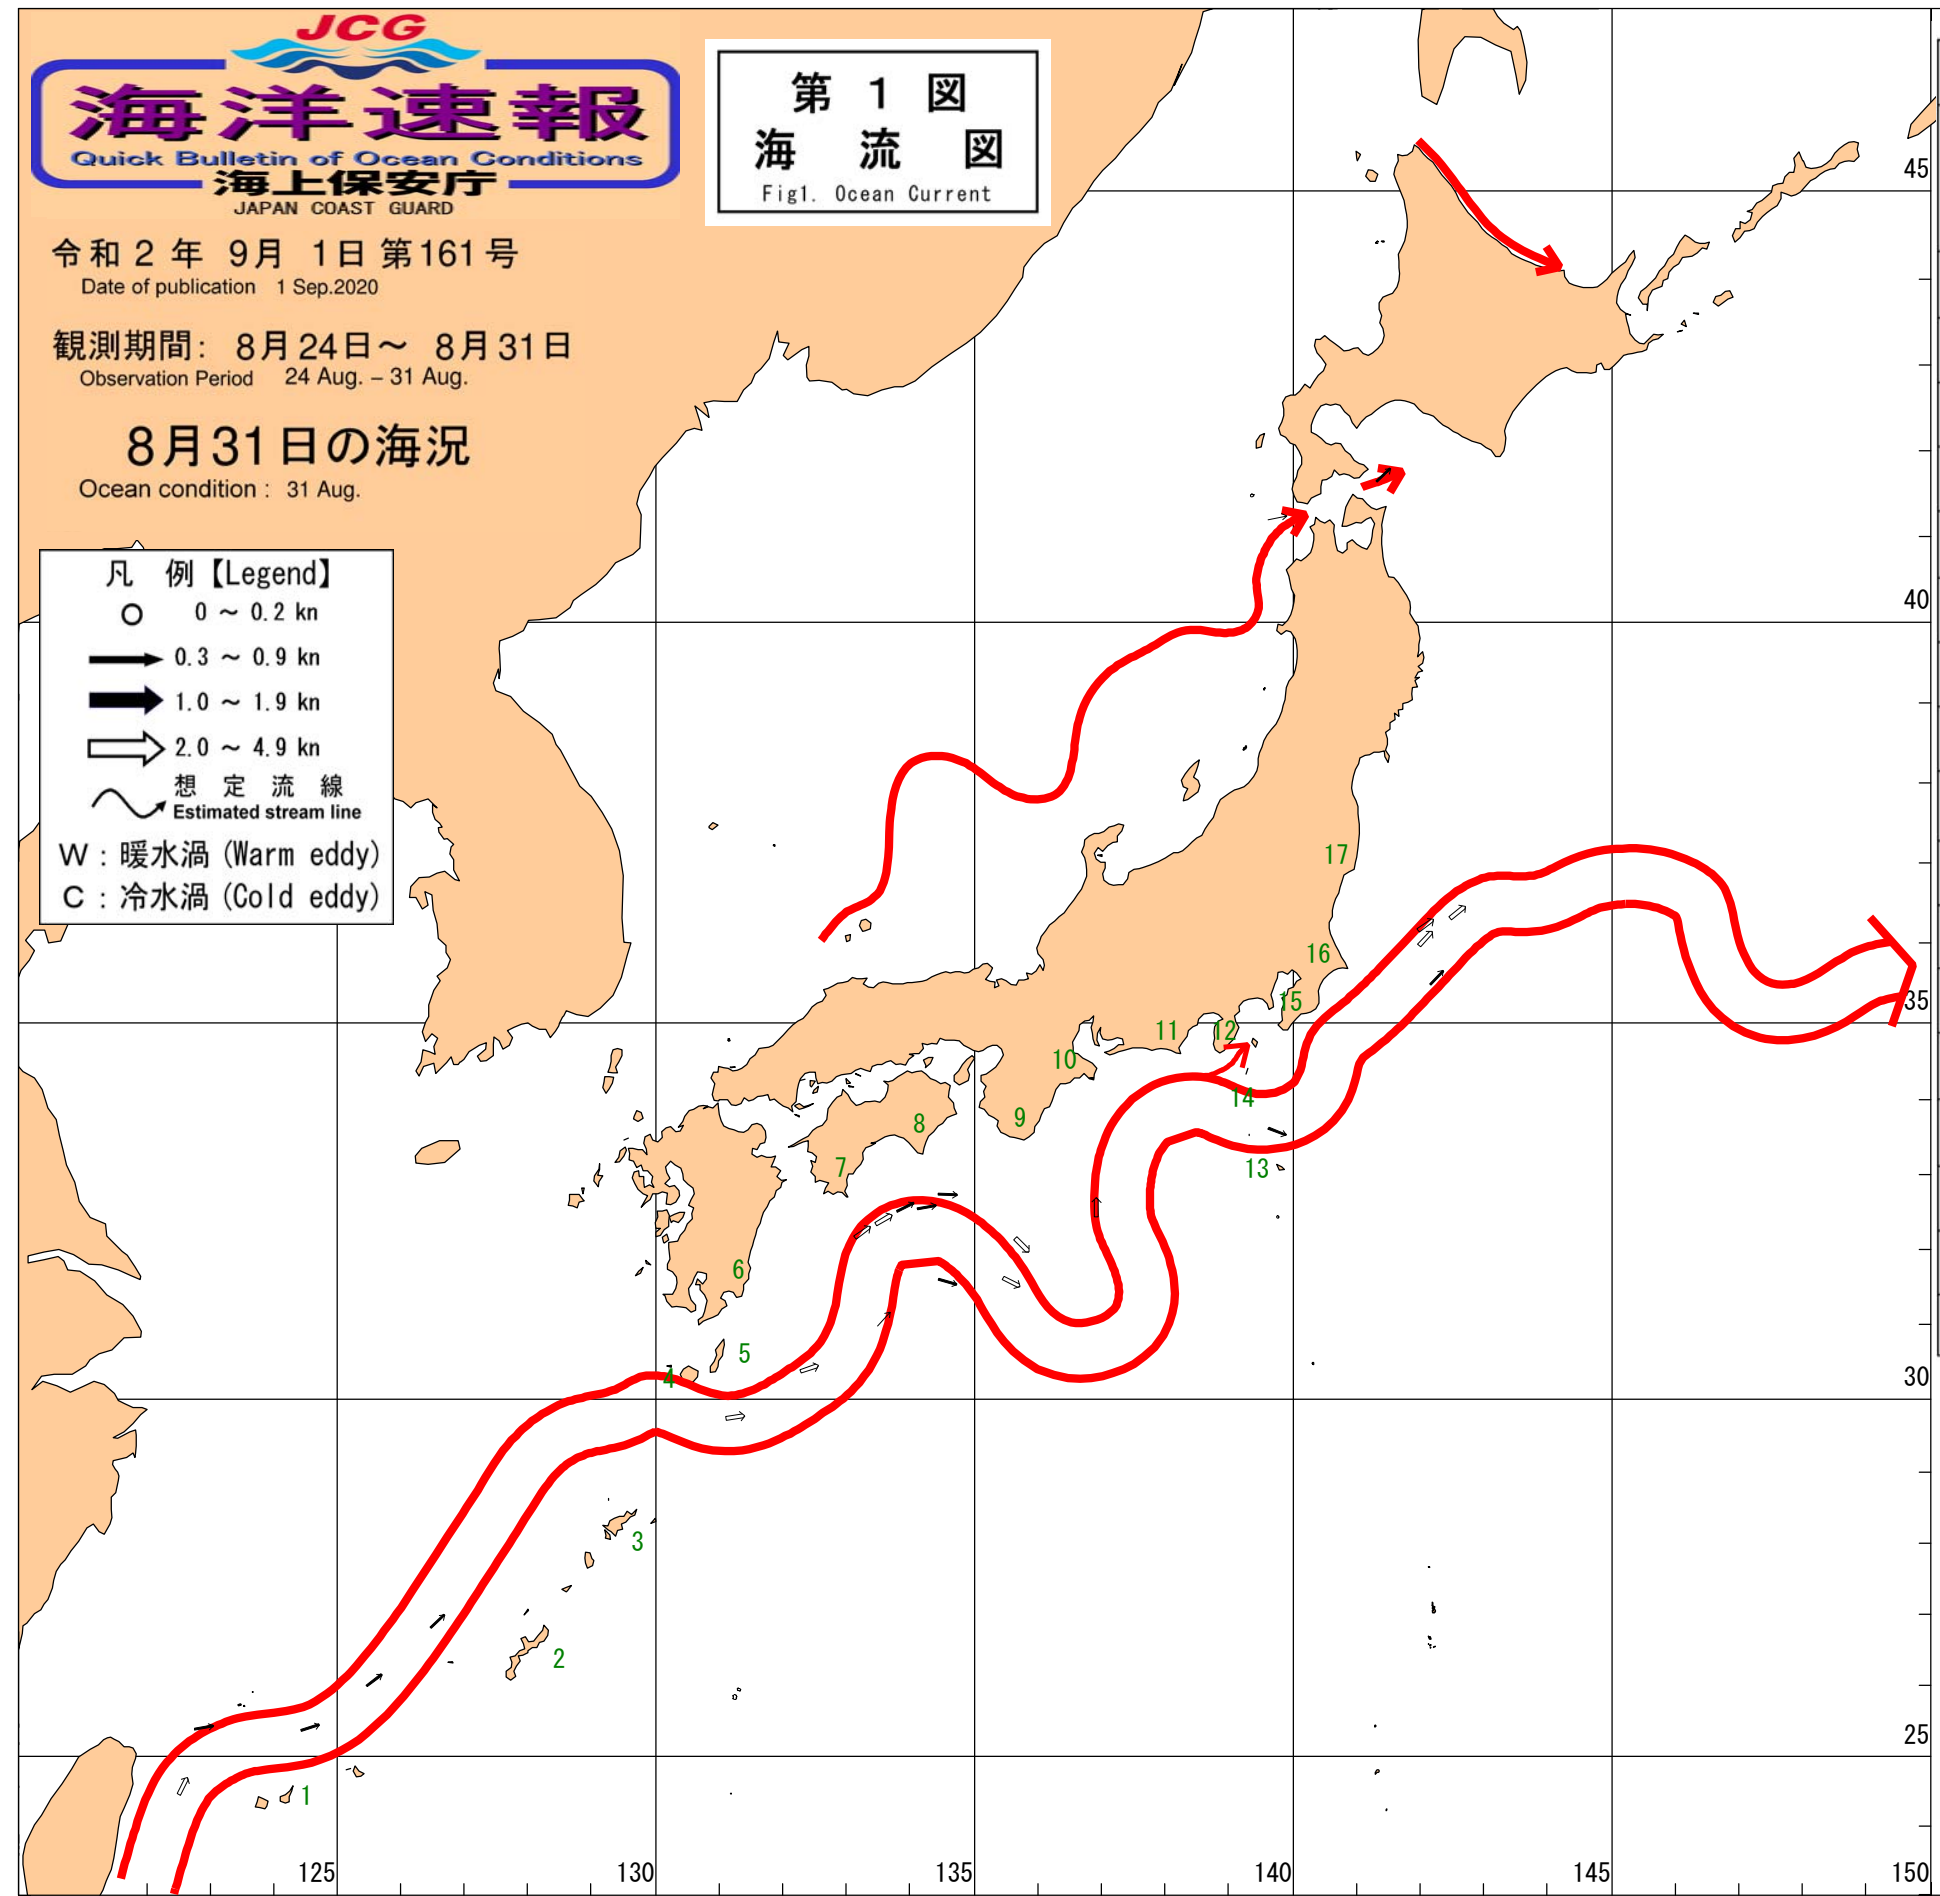 JCG
海洋速報
Quick Bulletin of Ocean Conditions
海上保安庁
JAPAN COAST GUARD
第 1 図
海 流 図
Fig1. Ocean Current
令和 2 年 9月 1日 第161号
Date of publication 1 Sep.2020
観測期間: 8月24日～ 8月31日
Observation Period 24 Aug. – 31 Aug.
8月31日の海況
Ocean condition : 31 Aug.
凡 例【Legend】
0 ～ 0.2 kn
0.3 ～ 0.9 kn
1.0 ～ 1.9 kn
2.0 ～ 4.9 kn
想 定 流 線
Estimated stream line
W : 暖水渦 (Warm eddy)
C : 冷水渦 (Cold eddy)
45
40
17
16
35
15
12
11
10
14
9
8
13
7
6
5
4
30
3
2
25
1
125
130
135
140
145
150